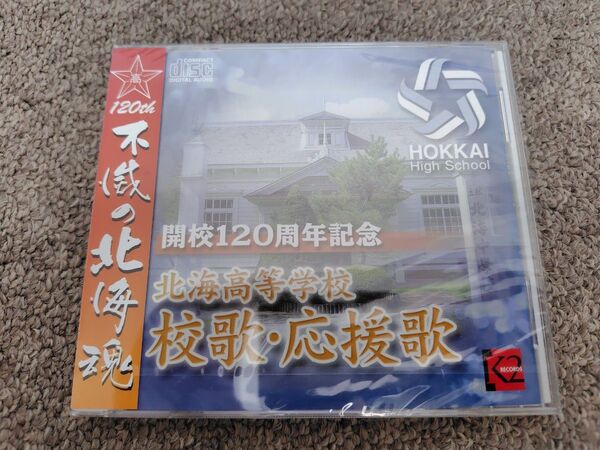 高
120th
不滅の北海魂
COMPACT
disc
DIGITAL AUDIO
HOKKAI
High School
開校120周年記念
北海高等学校
校歌・応援歌
K2
RECORDS